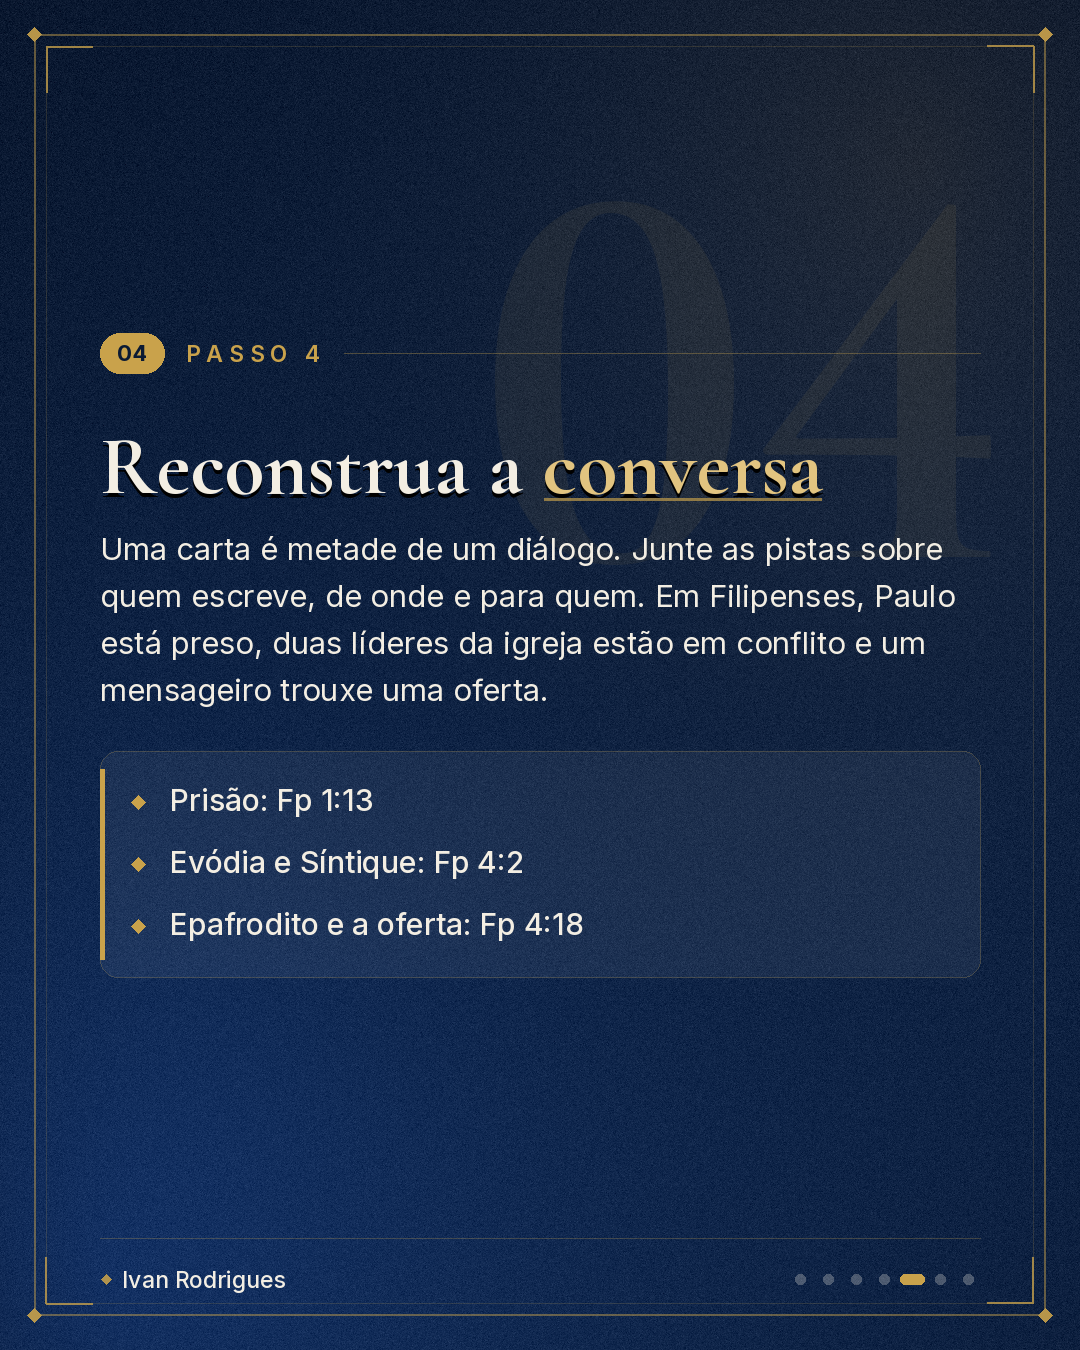 04
04 PASSO 4
Reconstrua a conversa
Uma carta é metade de um diálogo. Junte as pistas sobre
quem escreve, de onde e para quem. Em Filipenses, Paulo
está preso, duas líderes da igreja estão em conflito e um
mensageiro trouxe uma oferta.
Prisão: Fp 1:13
Evódia e Síntique: Fp 4:2
Epafrodito e a oferta: Fp 4:18
Ivan Rodrigues